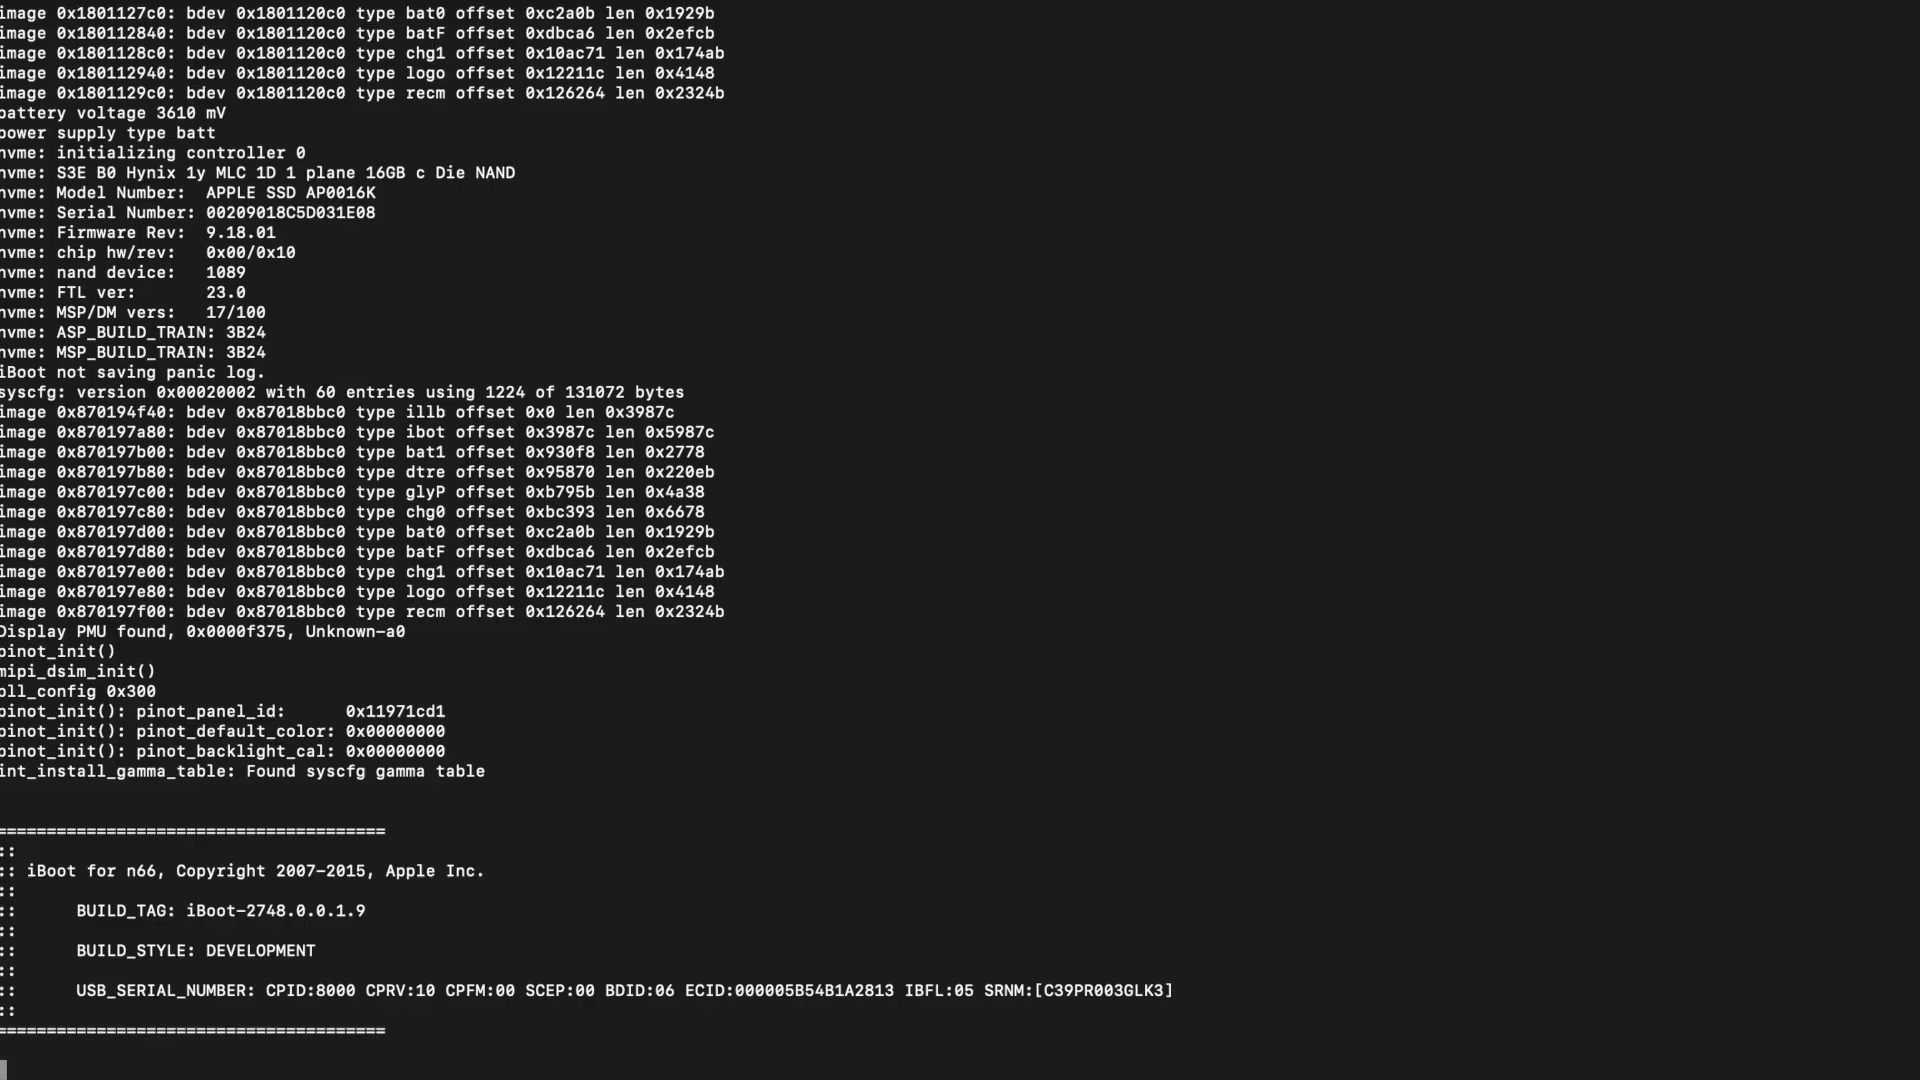 image 0x1801127c0: bdev 0x1801120c0 type bat0 offset 0xc2a0b len 0x1929b
image 0x180112840: bdev 0x1801120c0 type batF offset 0xdbca6 len 0x2efcb
image 0x1801128c0: bdev 0x1801120c0 type chg1 offset 0x10ac71 len 0x174ab
image 0x180112940: bdev 0x1801120c0 type logo offset 0x12211c len 0x4148
image 0x1801129c0: bdev 0x1801120c0 type recm offset 0x126264 len 0x2324b
battery voltage 3610 mV
power supply type batt
nvme: initializing controller 0
nvme: S3E B0 Hynix 1y MLC 1D 1 plane 16GB c Die NAND
nvme: Model Number:  APPLE SSD AP0016K
nvme: Serial Number: 00209018C5D031E08
nvme: Firmware Rev:  9.18.01
nvme: chip hw/rev:   0x00/0x10
nvme: nand device:   1089
nvme: FTL ver:       23.0
nvme: MSP/DM vers:   17/100
nvme: ASP_BUILD_TRAIN: 3B24
nvme: MSP_BUILD_TRAIN: 3B24
iBoot not saving panic log.
syscfg: version 0x00020002 with 60 entries using 1224 of 131072 bytes
image 0x870194f40: bdev 0x87018bbc0 type illb offset 0x0 len 0x3987c
image 0x870197a80: bdev 0x87018bbc0 type ibot offset 0x3987c len 0x5987c
image 0x870197b00: bdev 0x87018bbc0 type bat1 offset 0x930f8 len 0x2778
image 0x870197b80: bdev 0x87018bbc0 type dtre offset 0x95870 len 0x220eb
image 0x870197c00: bdev 0x87018bbc0 type glyP offset 0xb795b len 0x4a38
image 0x870197c80: bdev 0x87018bbc0 type chg0 offset 0xbc393 len 0x6678
image 0x870197d00: bdev 0x87018bbc0 type bat0 offset 0xc2a0b len 0x1929b
image 0x870197d80: bdev 0x87018bbc0 type batF offset 0xdbca6 len 0x2efcb
image 0x870197e00: bdev 0x87018bbc0 type chg1 offset 0x10ac71 len 0x174ab
image 0x870197e80: bdev 0x87018bbc0 type logo offset 0x12211c len 0x4148
image 0x870197f00: bdev 0x87018bbc0 type recm offset 0x126264 len 0x2324b
Display PMU found, 0x0000f375, Unknown-a0
pinot_init()
mipi_dsim_init()
pll_config 0x300
pinot_init(): pinot_panel_id:      0x11971cd1
pinot_init(): pinot_default_color: 0x00000000
pinot_init(): pinot_backlight_cal: 0x00000000
int_install_gamma_table: Found syscfg gamma table
=======================================
::
:: iBoot for n66, Copyright 2007-2015, Apple Inc.
::
::      BUILD_TAG: iBoot-2748.0.0.1.9
::
::      BUILD_STYLE: DEVELOPMENT
::
::      USB_SERIAL_NUMBER: CPID:8000 CPRV:10 CPFM:00 SCEP:00 BDID:06 ECID:000005B54B1A2813 IBFL:05 SRNM:[C39PR003GLK3]
::
=======================================